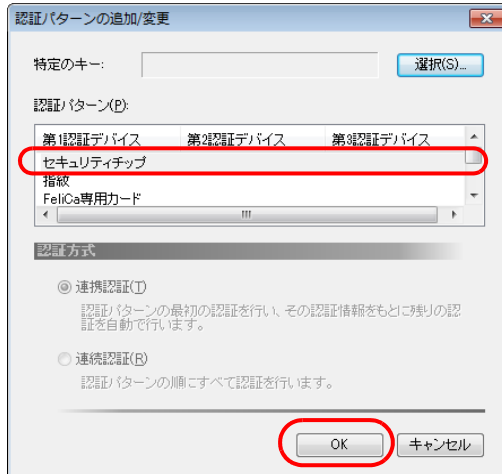 認証パターンの追加/変更
特定のキー: 選択(S)...
認証パターン(P):
第1認証デバイス 第2認証デバイス 第3認証デバイス
セキュリティチップ
指紋
FeliCa専用カード
認証方式
連携認証(T)
認証パターンの最初の認証を行い、その認証情報をもとに残りの認
証を自動で行います。
連続認証(R)
認証パターンの順にすべて認証を行います。
OK キャンセル